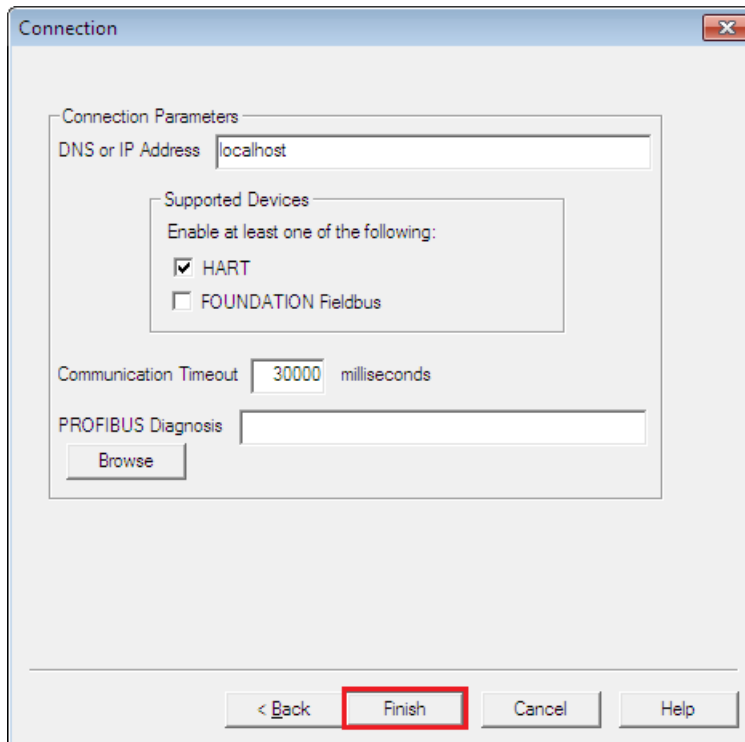 Connection
Connection Parameters
DNS or IP Address localhost
Supported Devices
Enable at least one of the following:
HART
FOUNDATION Fieldbus
Communication Timeout 30000 milliseconds
PROFIBUS Diagnosis
Browse
< Back Finish Cancel Help